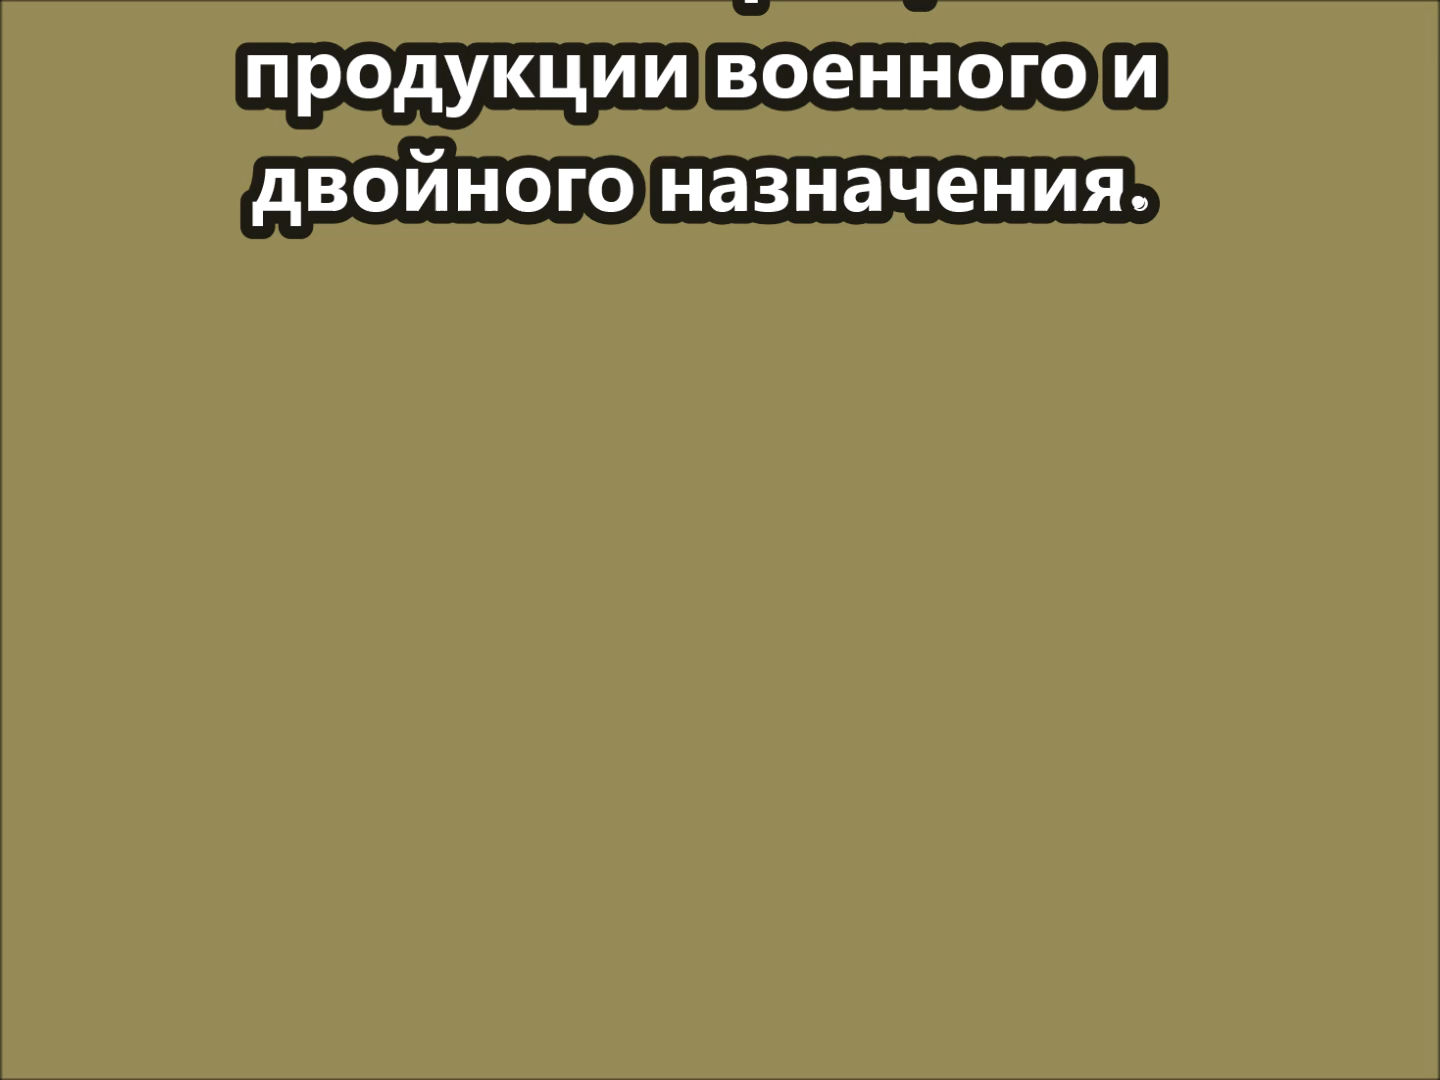 продукции военного и
двойного назначения.